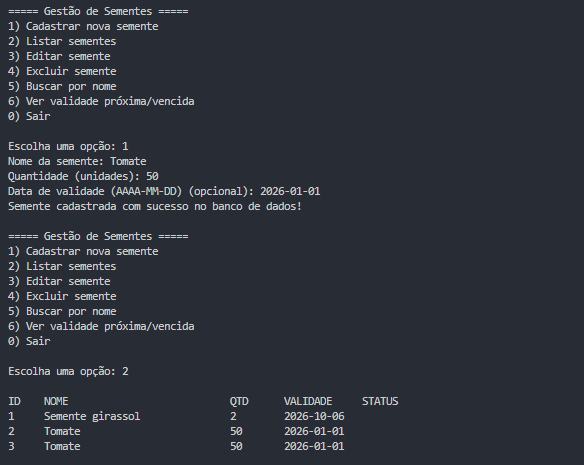 ===== Gestão de Sementes =====
1) Cadastrar nova semente
2) Listar sementes
3) Editar semente
4) Excluir semente
5) Buscar por nome
6) Ver validade próxima/vencida
0) Sair
Escolha uma opção: 1
Nome da semente: Tomate
Quantidade (unidades): 50
Data de validade (AAAA-MM-DD) (opcional): 2026-01-01
Semente cadastrada com sucesso no banco de dados!
===== Gestão de Sementes =====
1) Cadastrar nova semente
2) Listar sementes
3) Editar semente
4) Excluir semente
5) Buscar por nome
6) Ver validade próxima/vencida
0) Sair
Escolha uma opção: 2
ID NOME QTD VALIDADE STATUS
1 Semente girassol 2 2026-10-06
2 Tomate 50 2026-01-01
3 Tomate 50 2026-01-01